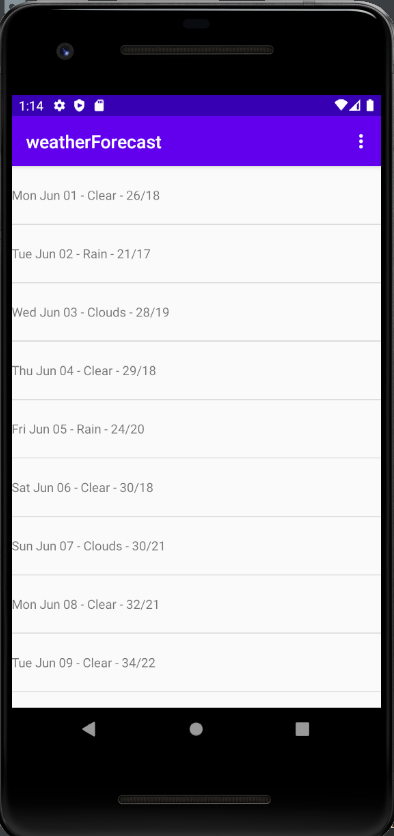 1:14
weatherForecast
Mon Jun 01 - Clear - 26/18
Tue Jun 02 - Rain - 21/17
Wed Jun 03 - Clouds - 28/19
Thu Jun 04 - Clear - 29/18
Fri Jun 05 - Rain - 24/20
Sat Jun 06 - Clear - 30/18
Sun Jun 07 - Clouds - 30/21
Mon Jun 08 - Clear - 32/21
Tue Jun 09 - Clear - 34/22